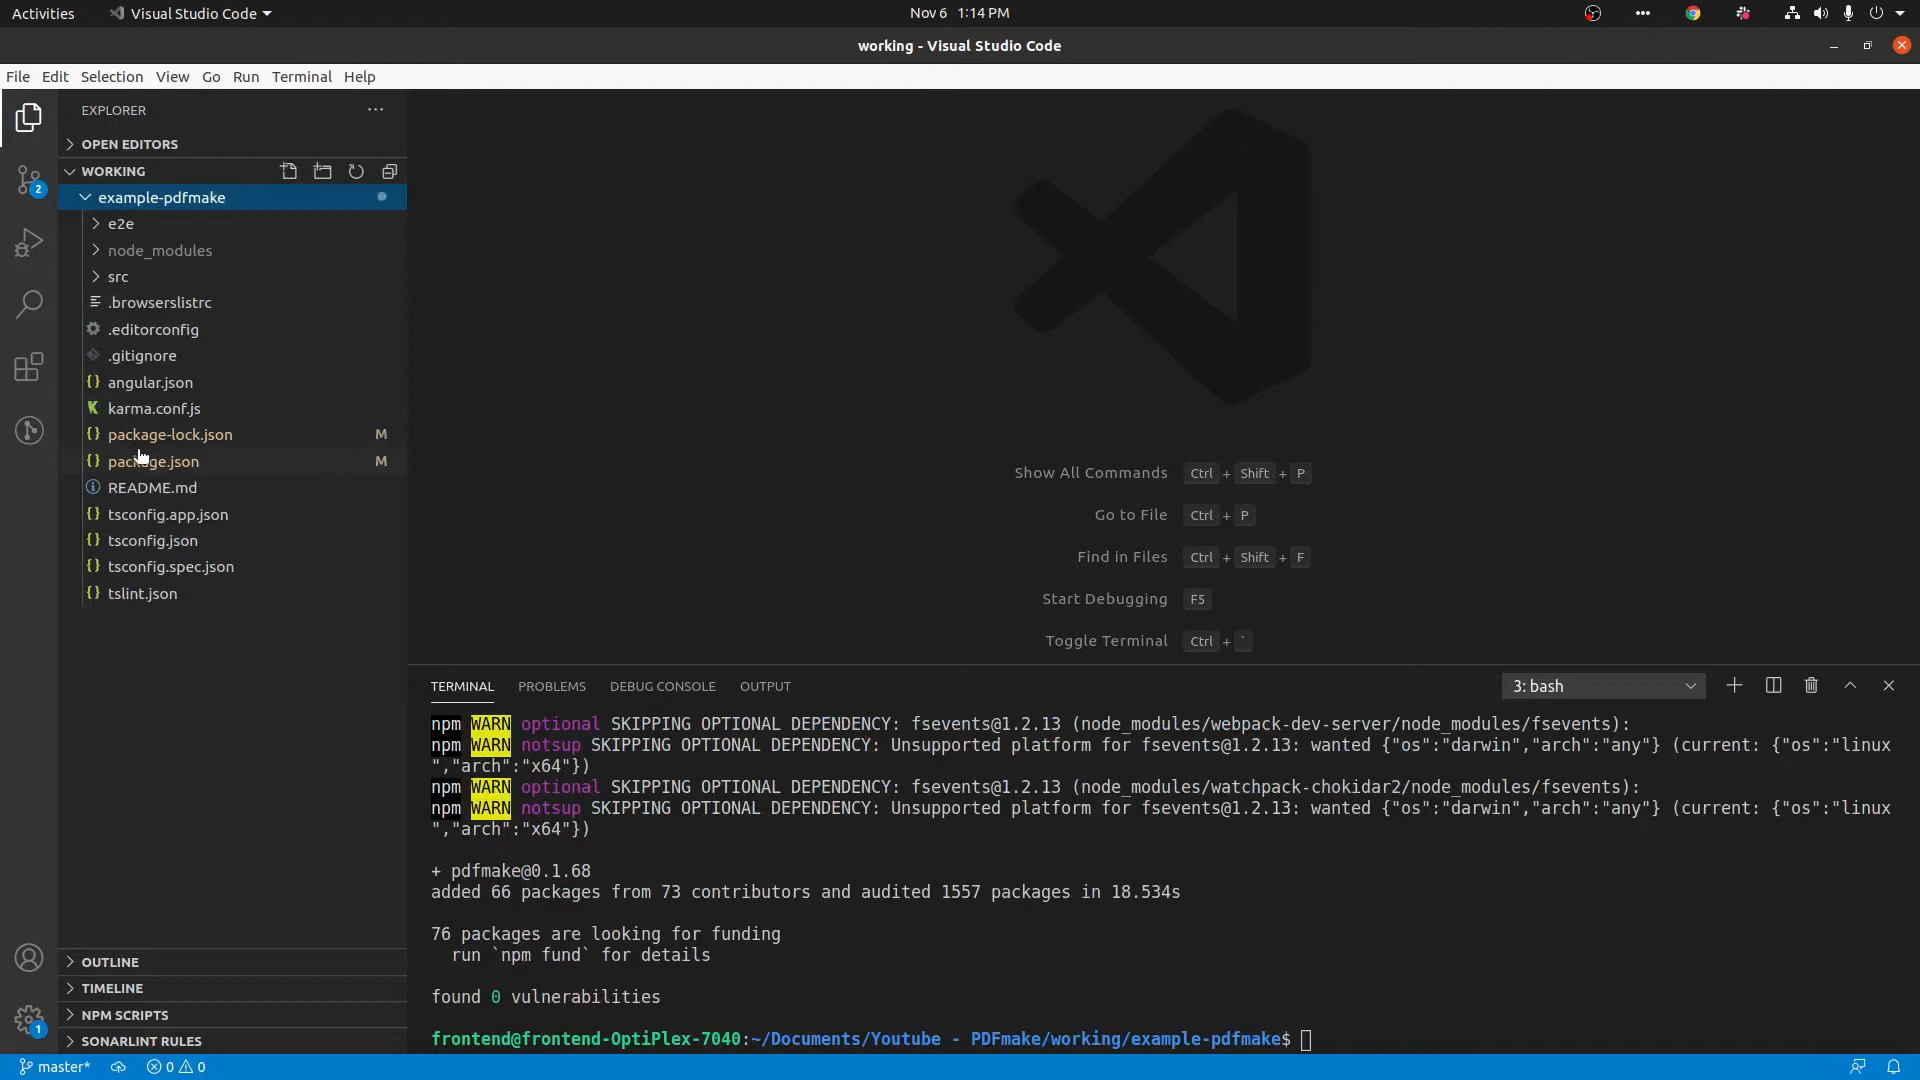 Activities
Visual Studio Code
Nov 6 1:14 PM
working - Visual Studio Code
File Edit Selection View Go Run Terminal Help
EXPLORER
OPEN EDITORS
WORKING
example-pdfmake
e2e
node_modules
src
.browserslistrc
.editorconfig
.gitignore
angular.json
karma.conf.js
package-lock.json M
package.json M
README.md
tsconfig.app.json
tsconfig.json
tsconfig.spec.json
tslint.json
OUTLINE
TIMELINE
NPM SCRIPTS
SONARLINT RULES
2
1
Show All Commands Ctrl + Shift + P
Go to File Ctrl + P
Find in Files Ctrl + Shift + F
Start Debugging F5
Toggle Terminal Ctrl + `
TERMINAL PROBLEMS DEBUG CONSOLE OUTPUT
3: bash
npm WARN optional SKIPPING OPTIONAL DEPENDENCY: fsevents@1.2.13 (node_modules/webpack-dev-server/node_modules/fsevents):
npm WARN notsup SKIPPING OPTIONAL DEPENDENCY: Unsupported platform for fsevents@1.2.13: wanted {"os":"darwin","arch":"any"} (current: {"os":"linux
","arch":"x64"})
npm WARN optional SKIPPING OPTIONAL DEPENDENCY: fsevents@1.2.13 (node_modules/watchpack-chokidar2/node_modules/fsevents):
npm WARN notsup SKIPPING OPTIONAL DEPENDENCY: Unsupported platform for fsevents@1.2.13: wanted {"os":"darwin","arch":"any"} (current: {"os":"linux
","arch":"x64"})
+ pdfmake@0.1.68
added 66 packages from 73 contributors and audited 1557 packages in 18.534s
76 packages are looking for funding
run `npm fund` for details
found 0 vulnerabilities
frontend@frontend-OptiPlex-7040:~/Documents/Youtube - PDFmake/working/example-pdfmake$
master* 0 0